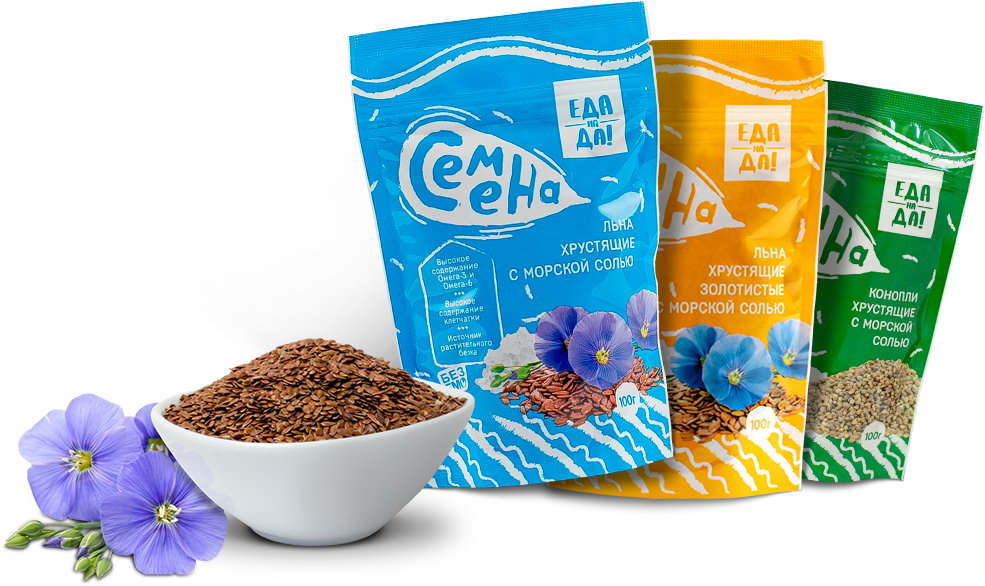 ЕДА
НА
ДА!
Семена
ЛЬНА
ХРУСТЯЩИЕ
С МОРСКОЙ СОЛЬЮ
Высокое
содержание
Омега-3 и
Омега-6
Высокое
содержание
клетчатки
Источник
растительного
белка
БЕЗ
100г
ЕДА
НА
ДА!
на
ЛЬНА
ХРУСТЯЩИЕ
ЗОЛОТИСТЫЕ
С МОРСКОЙ СОЛЬЮ
100г
ЕДА
НА
ДА!
на
КОНОПЛИ
ХРУСТЯЩИЕ
С МОРСКОЙ
СОЛЬЮ
100г